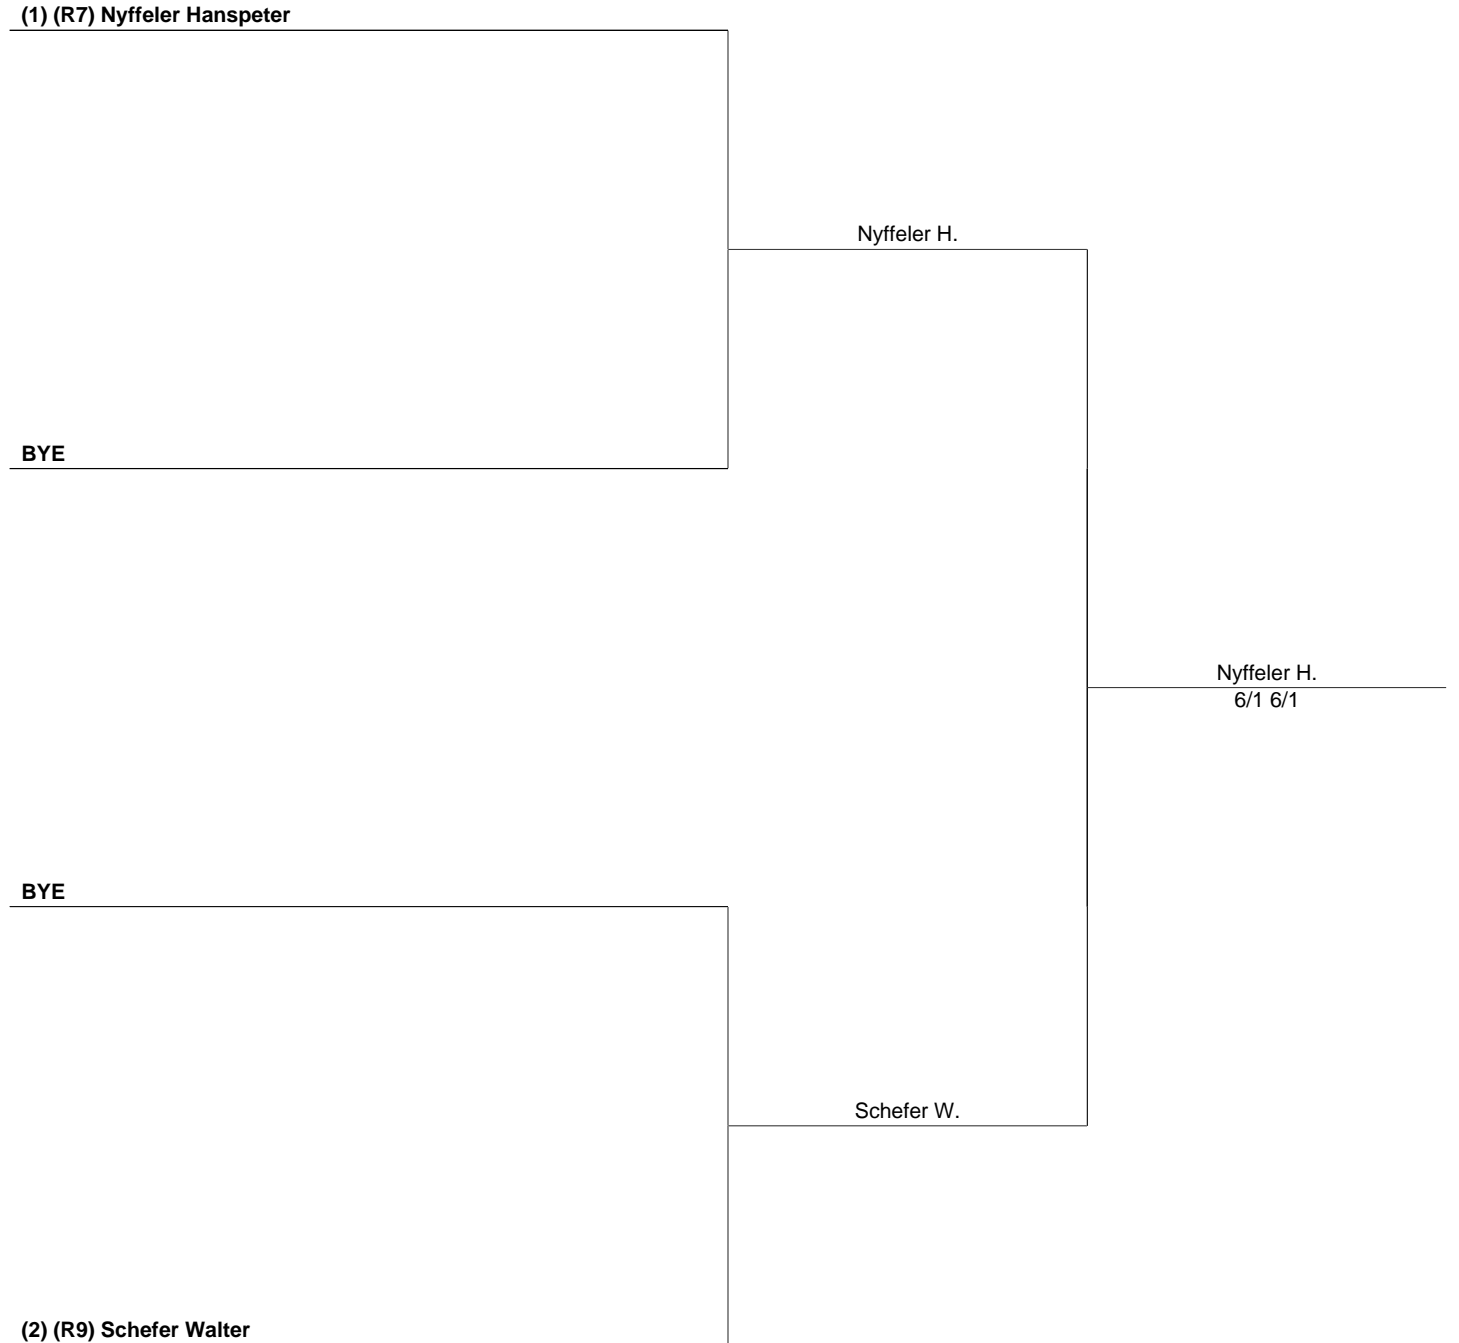 (1) (R7) Nyffeler Hanspeter
Nyffeler H.
BYE
Nyffeler H.
6/1 6/1
BYE
Schefer W.
(2) (R9) Schefer Walter